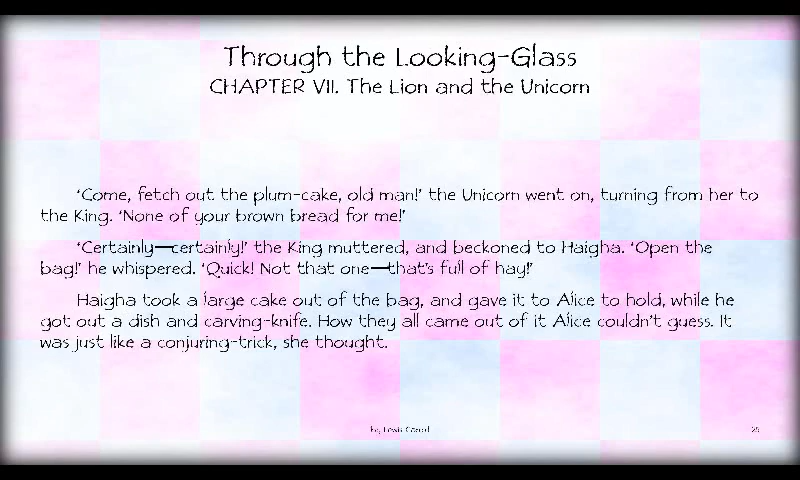 Through the Looking-Glass
CHAPTER VII. The Lion and the Unicorn
‘Come, fetch out the plum-cake, old man!’ the Unicorn went on, turning from her to
the King. ‘None of your brown bread for me!’
‘Certainly—certainly!’ the King muttered, and beckoned to Haigha. ‘Open the
bag!’ he whispered. ‘Quick! Not that one—that’s full of hay!’
Haigha took a large cake out of the bag, and gave it to Alice to hold, while he
got out a dish and carving-knife. How they all came out of it Alice couldn’t guess. It
was just like a conjuring-trick, she thought.
by Lewis Carroll
25